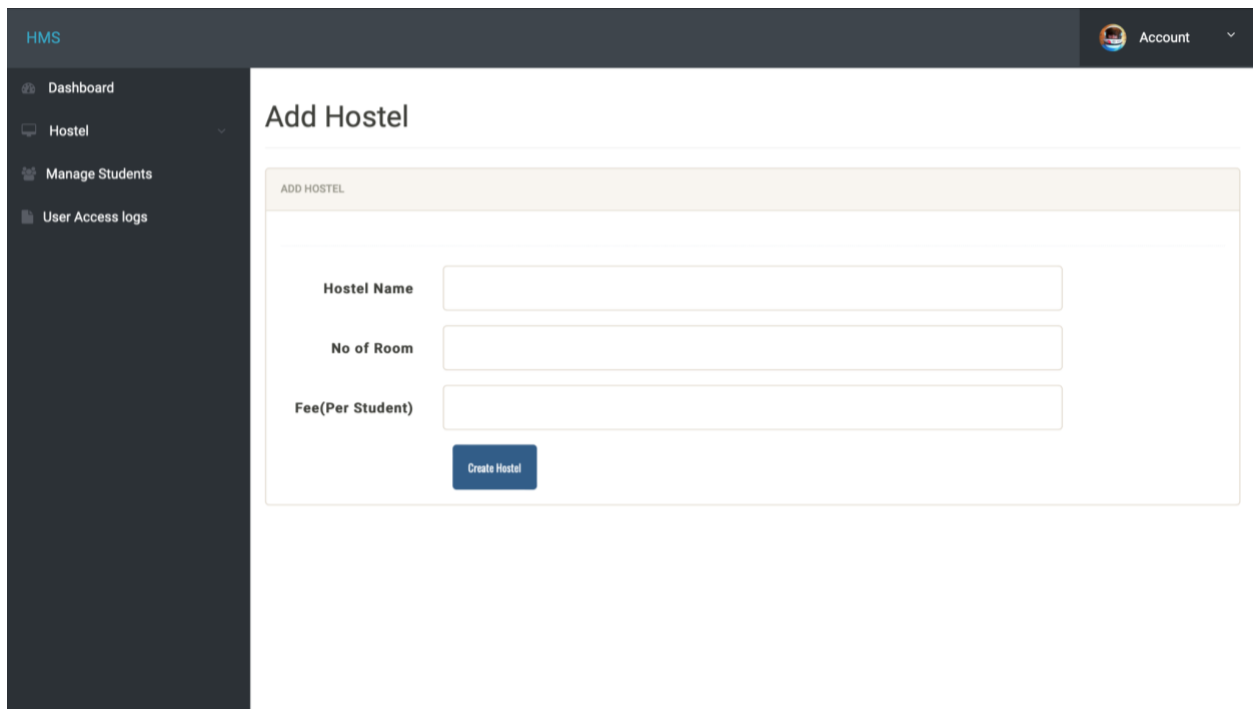 HMS
Account
Dashboard
Hostel
Manage Students
User Access logs
Add Hostel
ADD HOSTEL
Hostel Name
No of Room
Fee(Per Student)
Create Hostel